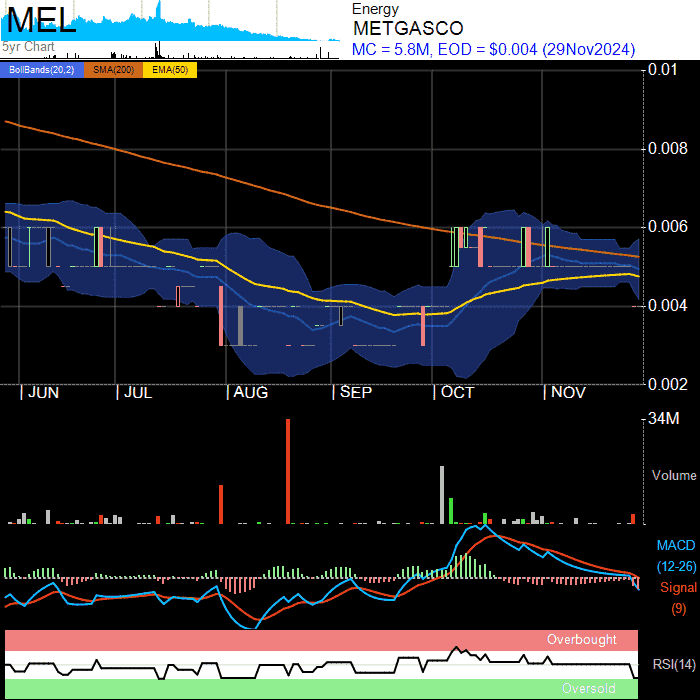 MEL
5yr Chart
Energy
METGASCO
MC = 5.8M, EOD = $0.004 (29Nov2024)
BollBands(20,2) SMA(200) EMA(50)
0.01
0.008
0.006
0.004
0.002
JUN JUL AUG SEP OCT NOV
34M
Volume
MACD
(12-26)
Signal
(9)
Overbought
RSI(14)
Oversold